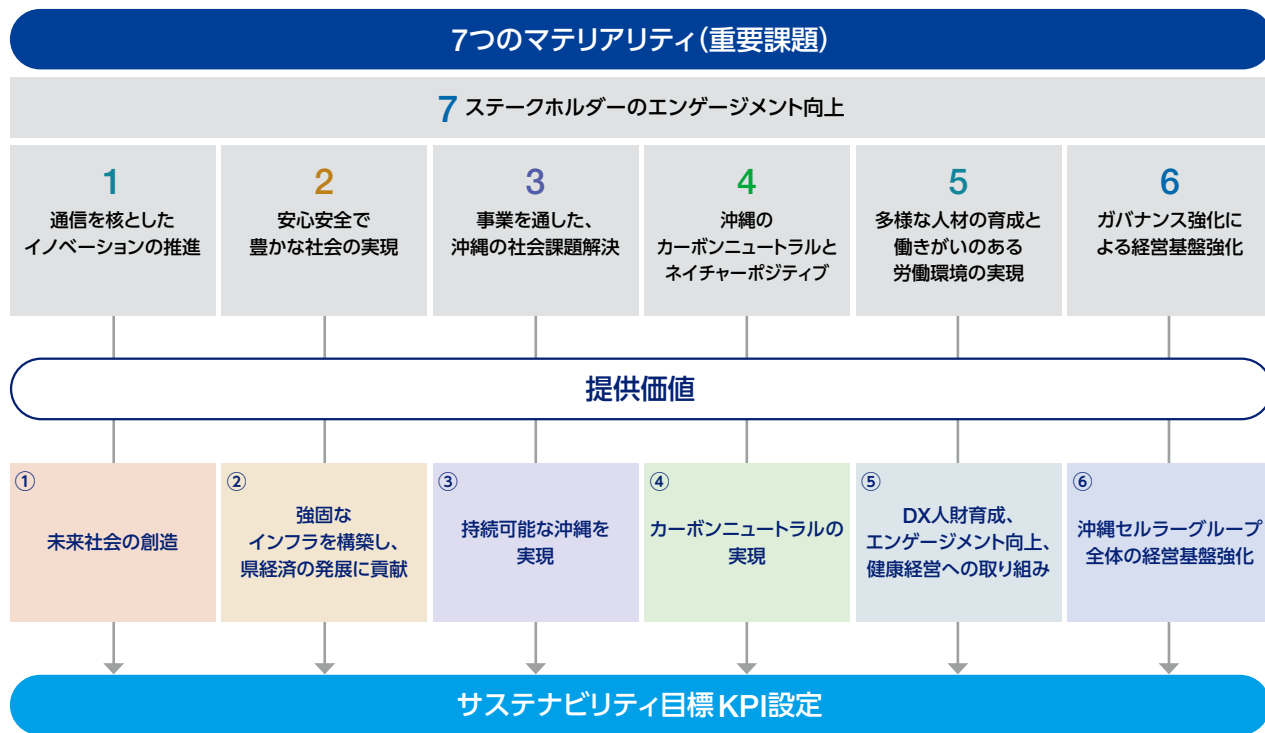 7つのマテリアリティ(重要課題)
7 ステークホルダーのエンゲージメント向上
1
通信を核とした
イノベーションの推進
2
安心安全で
豊かな社会の実現
3
事業を通した、
沖縄の社会課題解決
4
沖縄の
カーボンニュートラルと
ネイチャーポジティブ
5
多様な人材の育成と
働きがいのある
労働環境の実現
6
ガバナンス強化に
よる経営基盤強化
提供価値
①
未来社会の創造
②
強固な
インフラを構築し、
県経済の発展に貢献
③
持続可能な沖縄を
実現
④
カーボンニュートラルの
実現
⑤
DX人財育成、
エンゲージメント向上、
健康経営への取り組み
⑥
沖縄セルラーグループ
全体の経営基盤強化
サステナビリティ目標 KPI設定